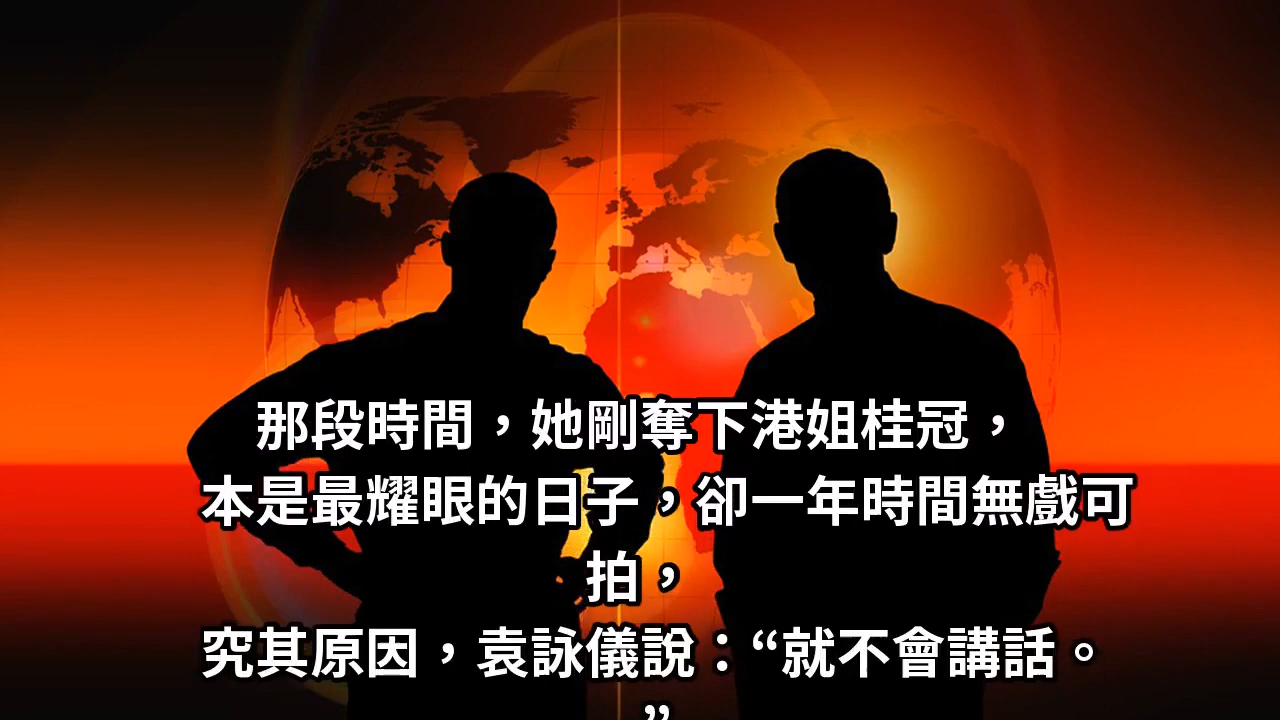 那段時間，她剛奪下港姐桂冠，
本是最耀眼的日子，卻一年時間無戲可
拍，
究其原因，袁詠儀說：“就不會講話。
”